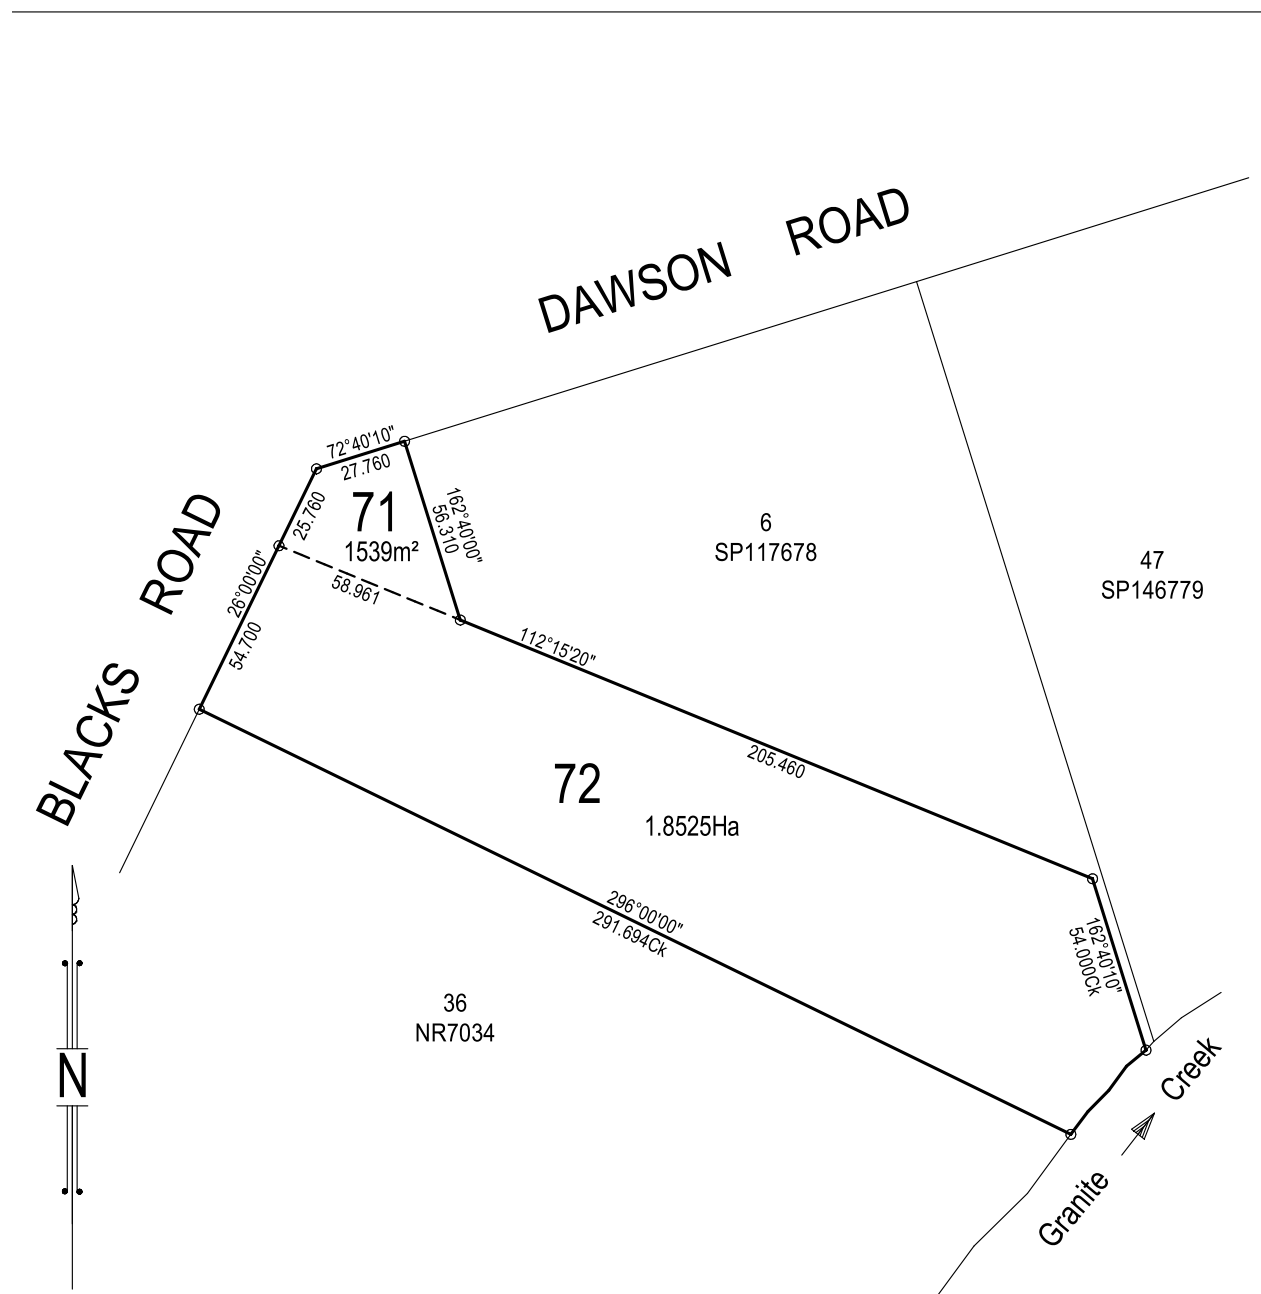 DAWSON ROAD
BLACKS ROAD
72°40'10"
27.760
25.760
71
1539m²
162°40'00"
56.310
58.961
26°00'00"
54.700
6
SP117678
47
SP146779
112°15'20"
205.460
72
1.8525Ha
296°00'00"
291.694Ck
162°40'10"
54.000Ck
36
NR7034
N
Granite Creek